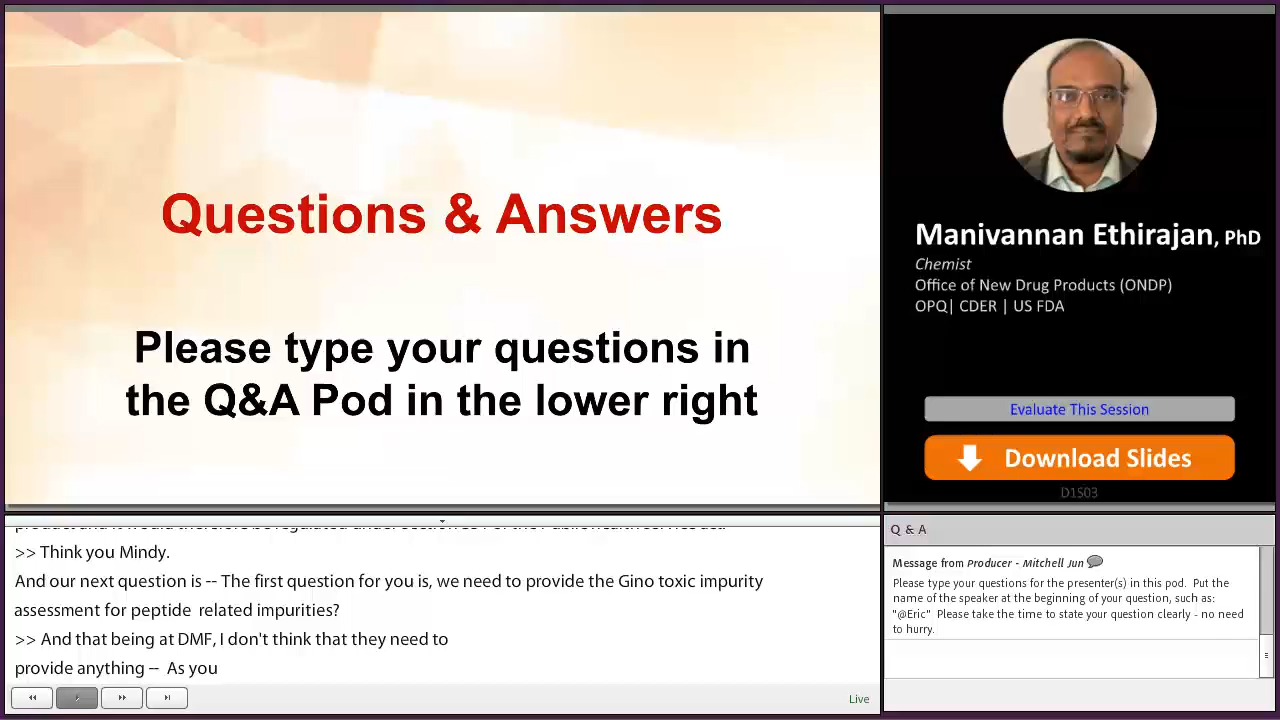 Questions & Answers
Please type your questions in
the Q&A Pod in the lower right
Manivannan Ethirajan, PhD
Chemist
Office of New Drug Products (ONDP)
OPQ| CDER | US FDA
Evaluate This Session
Download Slides
D1S03
>> Think you Mindy.
And our next question is -- The first question for you is, we need to provide the Gino toxic impurity
assessment for peptide related impurities?
>> And that being at DMF, I don't think that they need to
provide anything -- As you
Live
Q & A
Message from Producer - Mitchell Jun
Please type your questions for the presenter(s) in this pod. Put the
name of the speaker at the beginning of your question, such as:
"@Eric" Please take the time to state your question clearly - no need
to hurry.